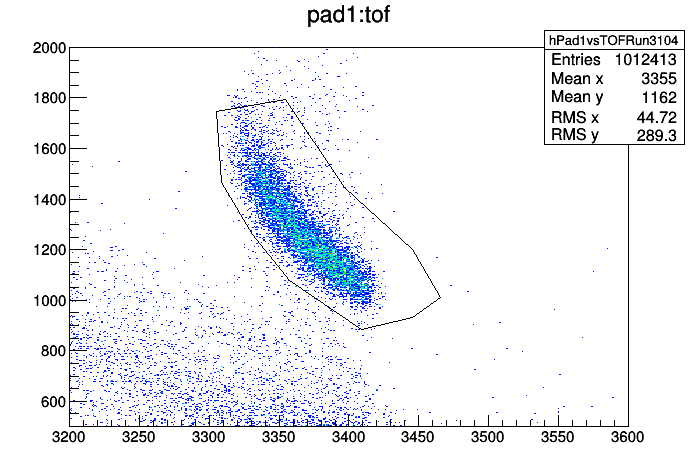 pad1:tof
hPad1vsTOFRun3104
Entries 1012413
Mean x 3355
Mean y 1162
RMS x 44.72
RMS y 289.3
2000
1800
1600
1400
1200
1000
800
600
3200 3250 3300 3350 3400 3450 3500 3550 3600